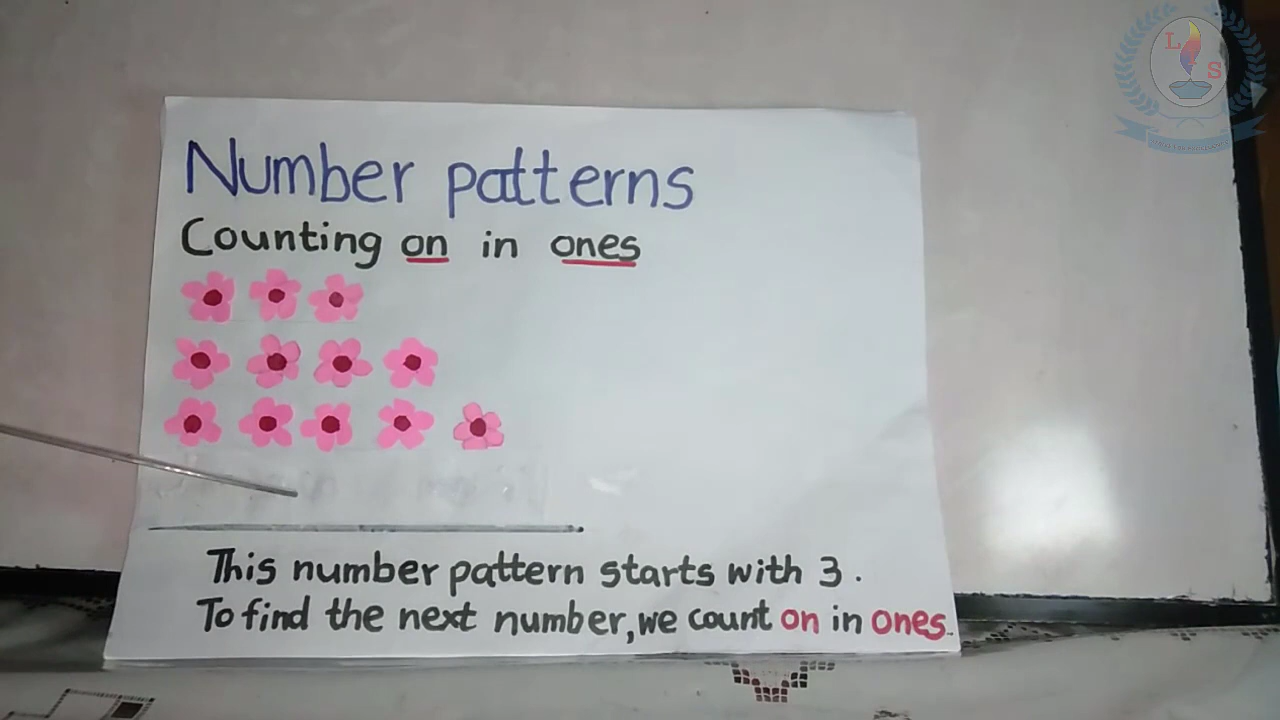 Number patterns
Counting on in ones
This number pattern starts with 3.
To find the next number, we count on in ones.
L
S